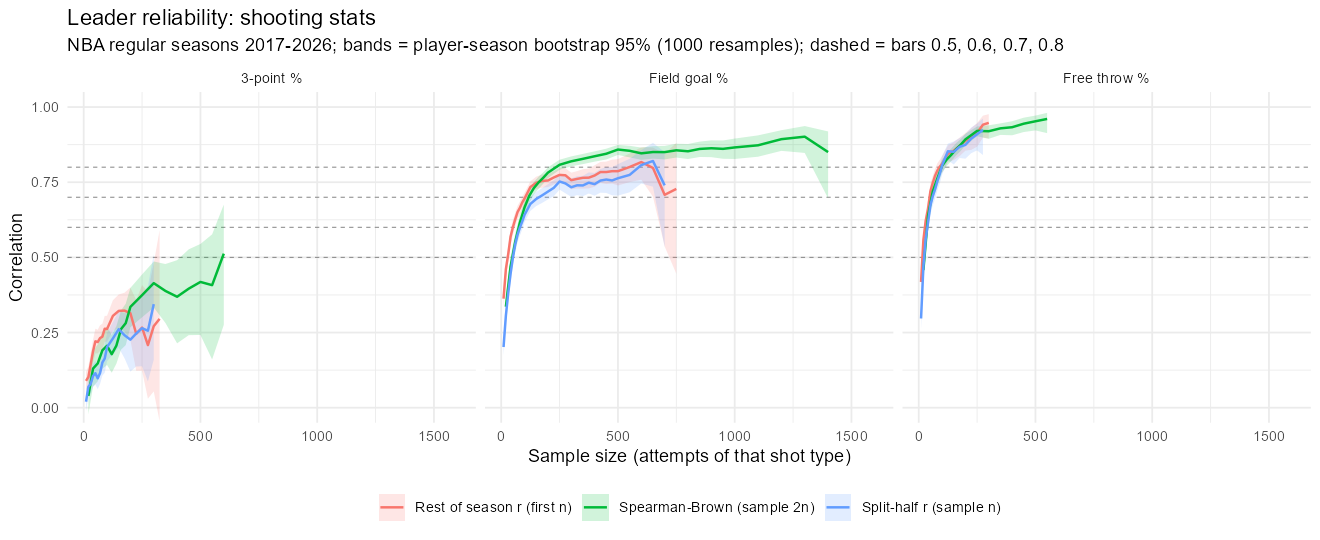 Leader reliability: shooting stats
NBA regular seasons 2017-2026; bands = player-season bootstrap 95% (1000 resamples); dashed = bars 0.5, 0.6, 0.7, 0.8
3-point % Field goal % Free throw %
1.00
0.75
0.50
0.25
0.00
Correlation
0 500 1000 1500 0 500 1000 1500 0 500 1000 1500
Sample size (attempts of that shot type)
Rest of season r (first n) Spearman-Brown (sample 2n) Split-half r (sample n)